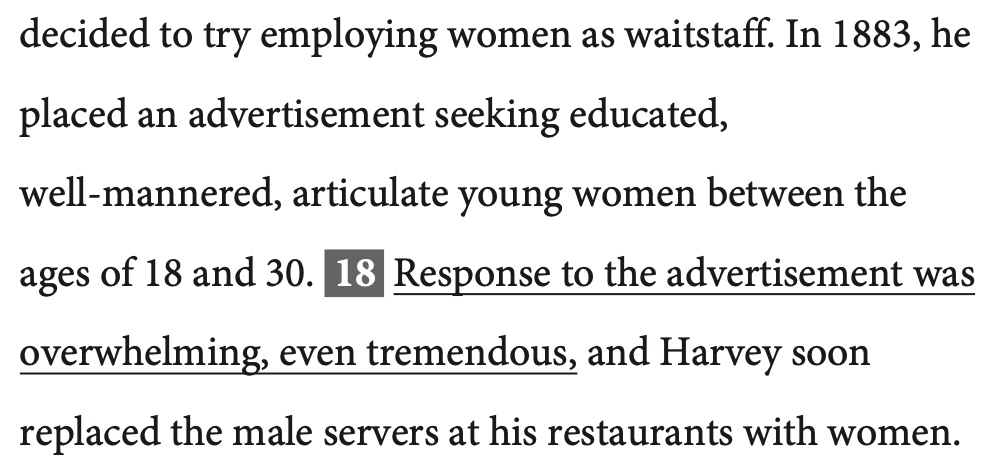 decided to try employing women as waitstaff. In 1883, he
placed an advertisement seeking educated,
well-mannered, articulate young women between the
ages of 18 and 30. 18 Response to the advertisement was
overwhelming, even tremendous, and Harvey soon
replaced the male servers at his restaurants with women.